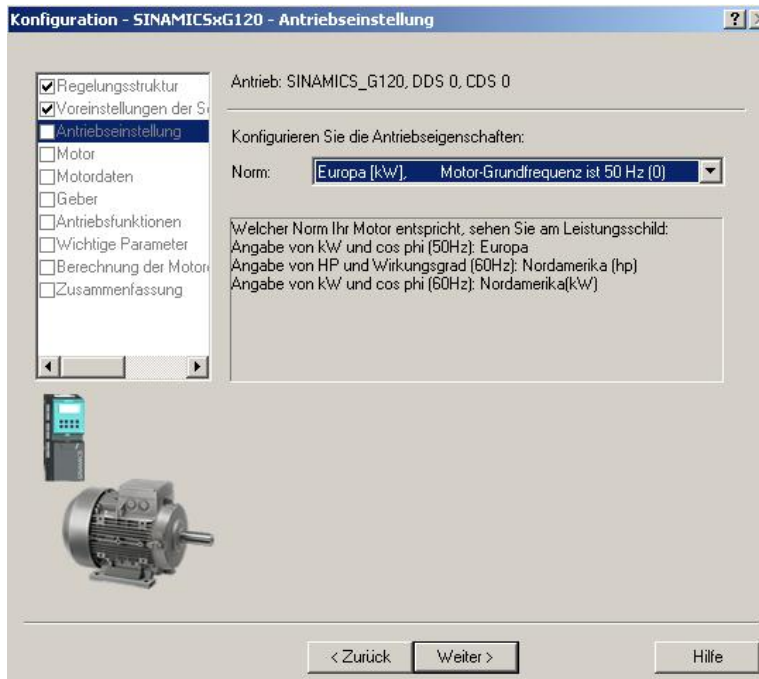 Konfiguration - SINAMICSxG120 - Antriebseinstellung
Regelungsstruktur
Voreinstellungen der S
Antriebseinstellung
Motor
Motordaten
Geber
Antriebsfunktionen
Wichtige Parameter
Berechnung der Motor
Zusammenfassung
Antrieb: SINAMICS_G120, DDS 0, CDS 0
Konfigurieren Sie die Antriebseigenschaften:
Norm: Europa [kW], Motor-Grundfrequenz ist 50 Hz (0)
Welcher Norm Ihr Motor entspricht, sehen Sie am Leistungsschild:
Angabe von kW und cos phi (50Hz): Europa
Angabe von HP und Wirkungsgrad (60Hz): Nordamerika (hp)
Angabe von kW und cos phi (60Hz): Nordamerika(kW)
< Zurück Weiter > Hilfe